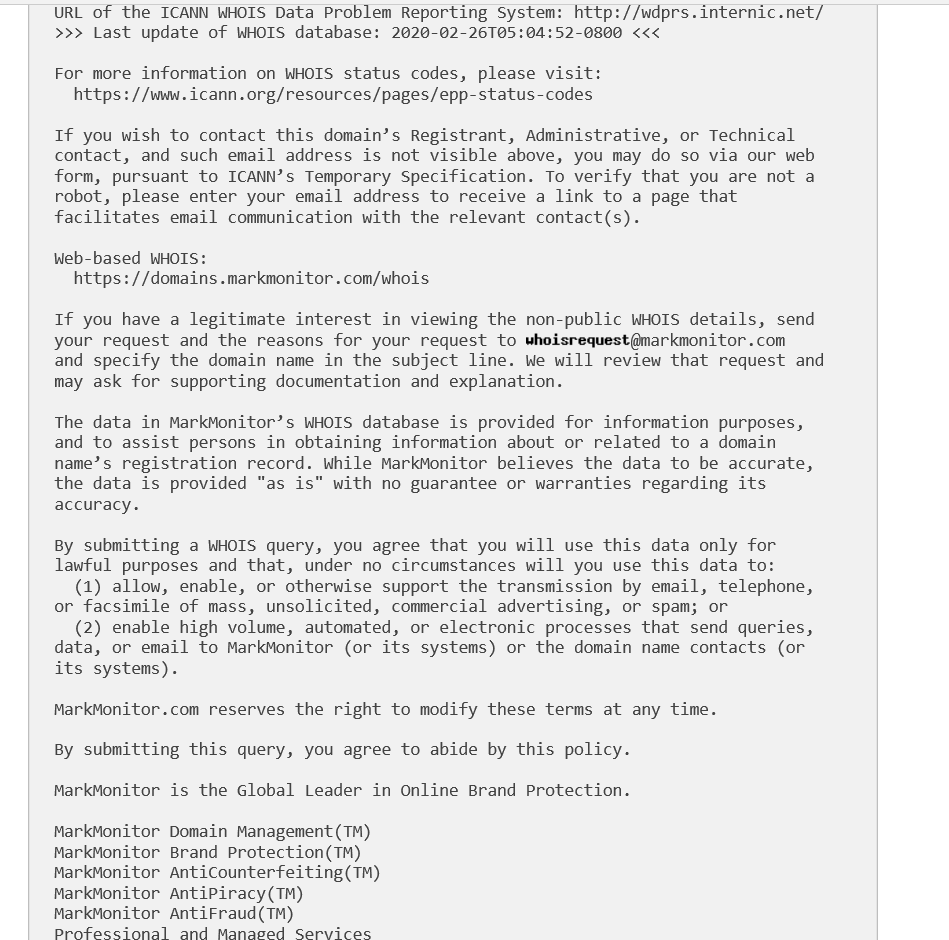 URL of the ICANN WHOIS Data Problem Reporting System: http://wdprs.internic.net/
>>> Last update of WHOIS database: 2020-02-26T05:04:52-0800 <<<
For more information on WHOIS status codes, please visit:
https://www.icann.org/resources/pages/epp-status-codes
If you wish to contact this domain’s Registrant, Administrative, or Technical
contact, and such email address is not visible above, you may do so via our web
form, pursuant to ICANN’s Temporary Specification. To verify that you are not a
robot, please enter your email address to receive a link to a page that
facilitates email communication with the relevant contact(s).
Web-based WHOIS:
https://domains.markmonitor.com/whois
If you have a legitimate interest in viewing the non-public WHOIS details, send
your request and the reasons for your request to whoisrequest@markmonitor.com
and specify the domain name in the subject line. We will review that request and
may ask for supporting documentation and explanation.
The data in MarkMonitor’s WHOIS database is provided for information purposes,
and to assist persons in obtaining information about or related to a domain
name’s registration record. While MarkMonitor believes the data to be accurate,
the data is provided "as is" with no guarantee or warranties regarding its
accuracy.
By submitting a WHOIS query, you agree that you will use this data only for
lawful purposes and that, under no circumstances will you use this data to:
(1) allow, enable, or otherwise support the transmission by email, telephone,
or facsimile of mass, unsolicited, commercial advertising, or spam; or
(2) enable high volume, automated, or electronic processes that send queries,
data, or email to MarkMonitor (or its systems) or the domain name contacts (or
its systems).
MarkMonitor.com reserves the right to modify these terms at any time.
By submitting this query, you agree to abide by this policy.
MarkMonitor is the Global Leader in Online Brand Protection.
MarkMonitor Domain Management(TM)
MarkMonitor Brand Protection(TM)
MarkMonitor AntiCounterfeiting(TM)
MarkMonitor AntiPiracy(TM)
MarkMonitor AntiFraud(TM)
Professional and Managed Services